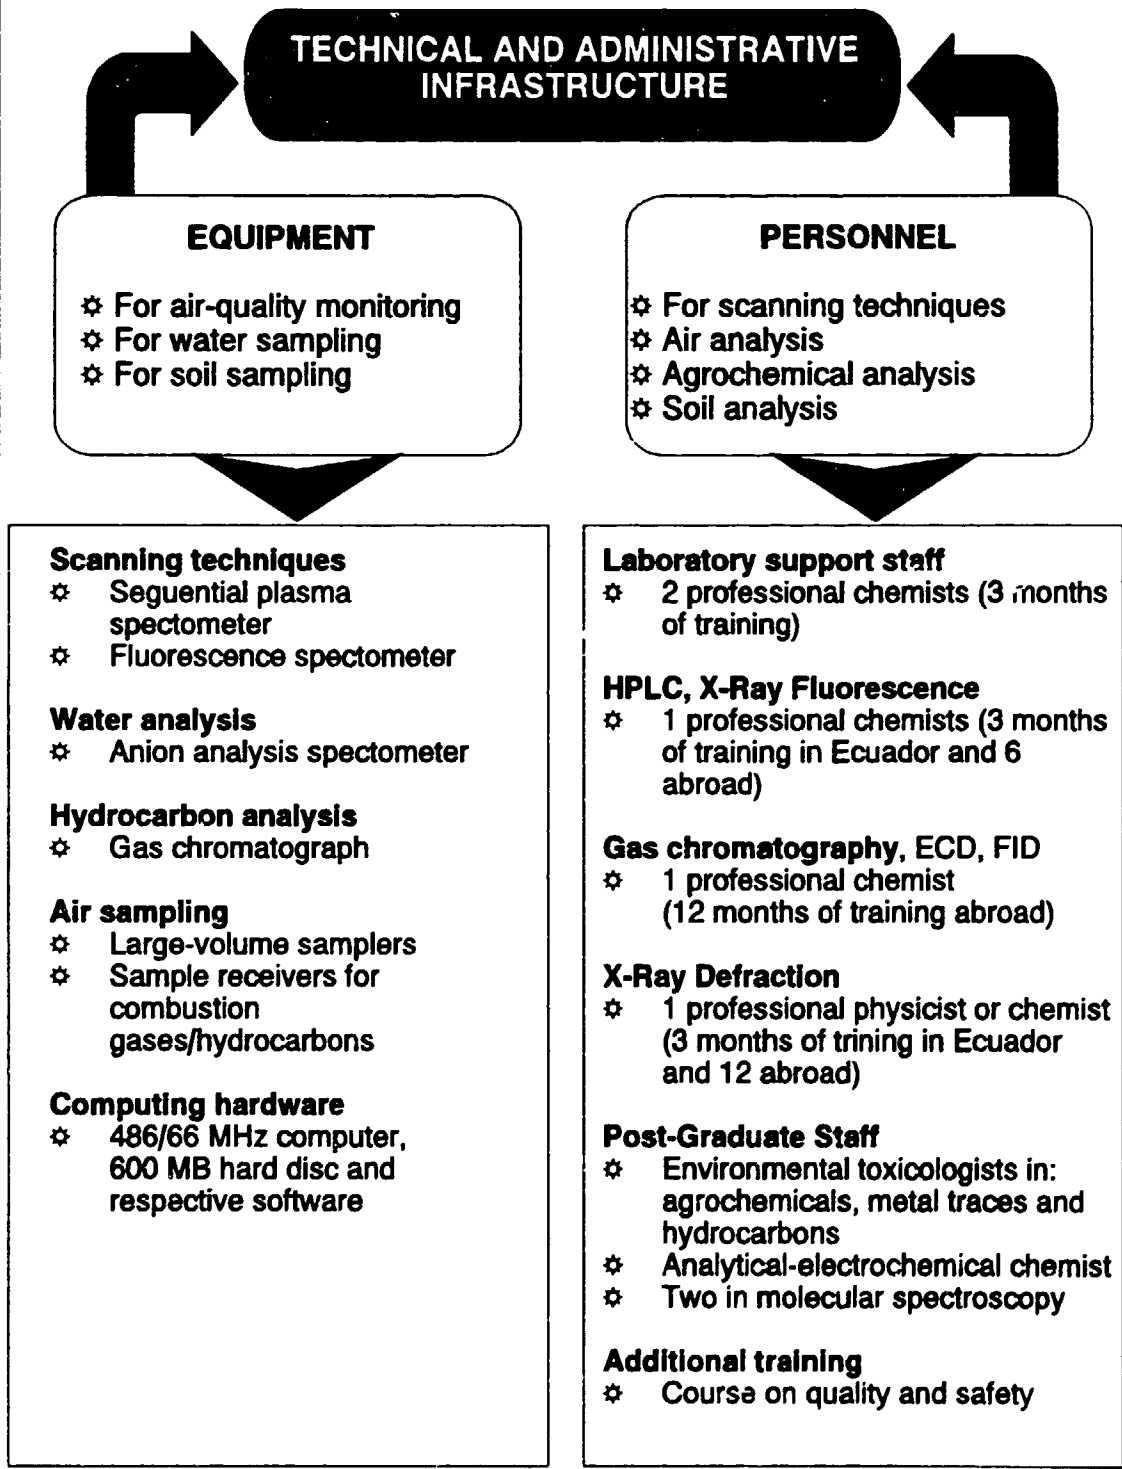 TECHNICAL AND ADMINISTRATIVE
INFRASTRUCTURE
EQUIPMENT
✡ For air-quality monitoring
✡ For water sampling
✡ For soil sampling
PERSONNEL
✡ For scanning techniques
✡ Air analysis
✡ Agrochemical analysis
✡ Soil analysis
Scanning techniques
✡ Seguential plasma
spectometer
✡ Fluorescence spectometer
Water analysis
✡ Anion analysis spectometer
Hydrocarbon analysis
✡ Gas chromatograph
Air sampling
✡ Large-volume samplers
✡ Sample receivers for
combustion
gases/hydrocarbons
Computing hardware
✡ 486/66 MHz computer,
600 MB hard disc and
respective software
Laboratory support staff
✡ 2 professional chemists (3 months
of training)
HPLC, X-Ray Fluorescence
✡ 1 professional chemists (3 months
of training in Ecuador and 6
abroad)
Gas chromatography, ECD, FID
✡ 1 professional chemist
(12 months of training abroad)
X-Ray Defraction
✡ 1 professional physicist or chemist
(3 months of trining in Ecuador
and 12 abroad)
Post-Graduate Staff
✡ Environmental toxicologists in:
agrochemicals, metal traces and
hydrocarbons
✡ Analytical-electrochemical chemist
✡ Two in molecular spectroscopy
Additional training
✡ Course on quality and safety